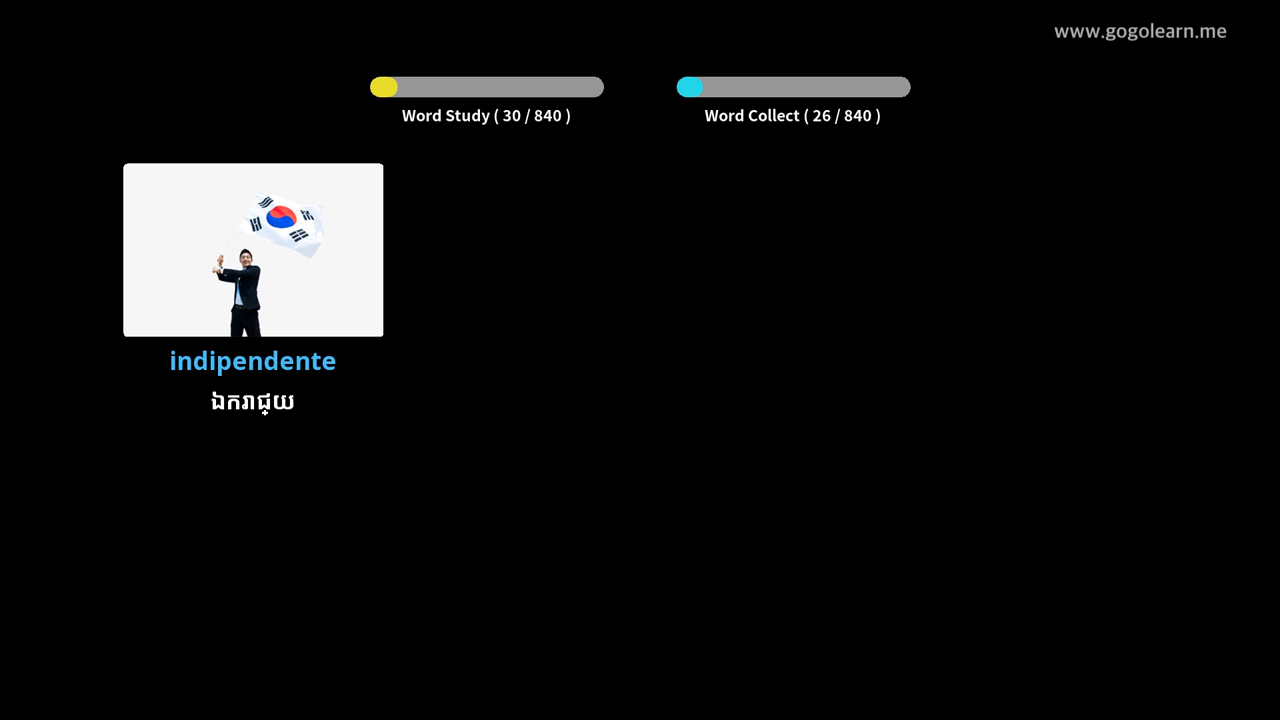 www.gogolearn.me
Word Study ( 30 / 840 )
Word Collect ( 26 / 840 )
indipendente
ឯករាជ្យ